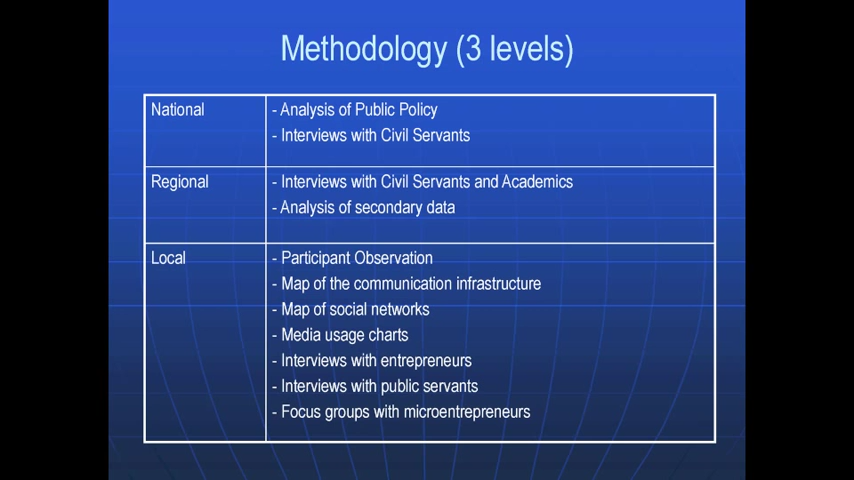 Methodology (3 levels)
National
- Analysis of Public Policy
- Interviews with Civil Servants
Regional
- Interviews with Civil Servants and Academics
- Analysis of secondary data
Local
- Participant Observation
- Map of the communication infrastructure
- Map of social networks
- Media usage charts
- Interviews with entrepreneurs
- Interviews with public servants
- Focus groups with microentrepreneurs